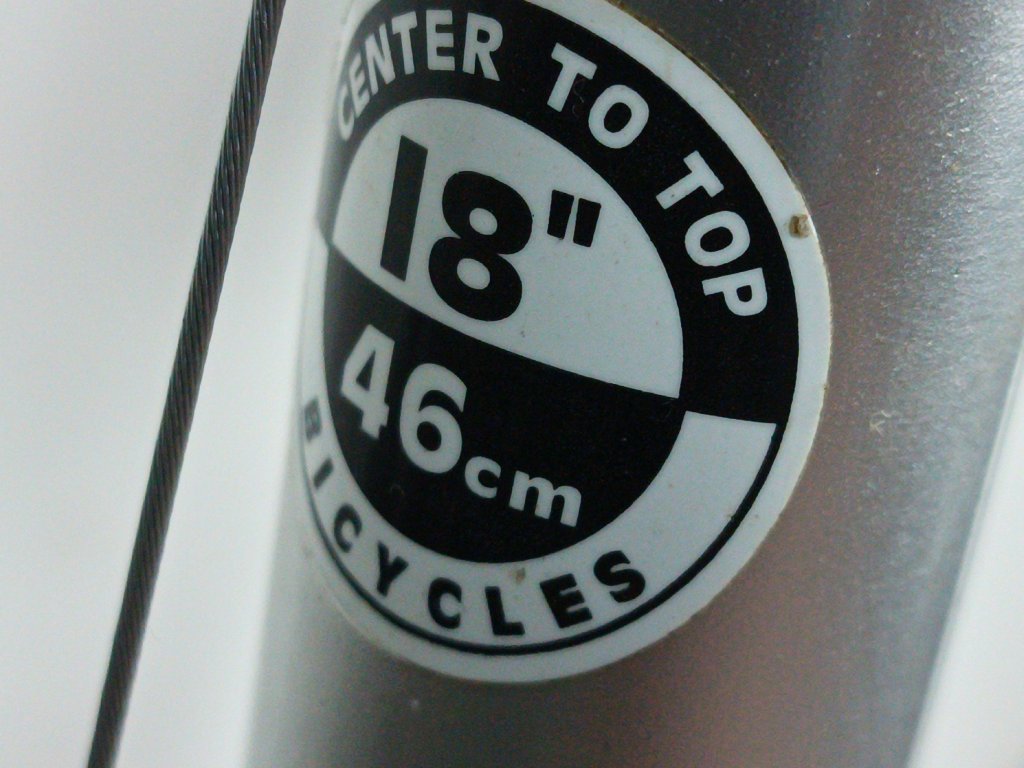 CENTER TO TOP
18"
46cm
BICYCLES